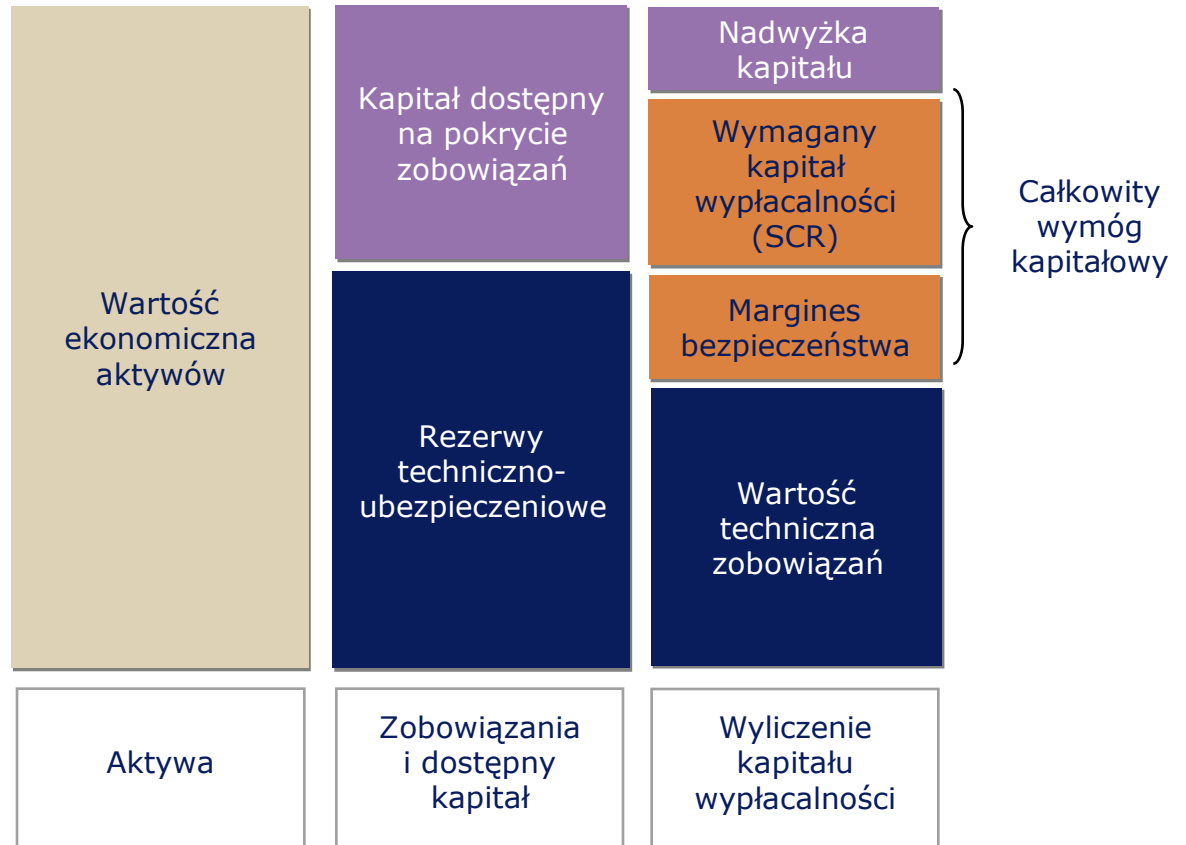 Wartość
ekonomiczna
aktywów
Aktywa
Kapitał dostępny
na pokrycie
zobowiązań
Rezerwy
techniczno-
ubezpieczeniowe
Zobowiązania
i dostępny
kapitał
Nadwyżka
kapitału
Wymagany
kapitał
wypłacalności
(SCR)
Margines
bezpieczeństwa
Wartość
techniczna
zobowiązań
Wyliczenie
kapitału
wypłacalności
Całkowity
wymóg
kapitałowy